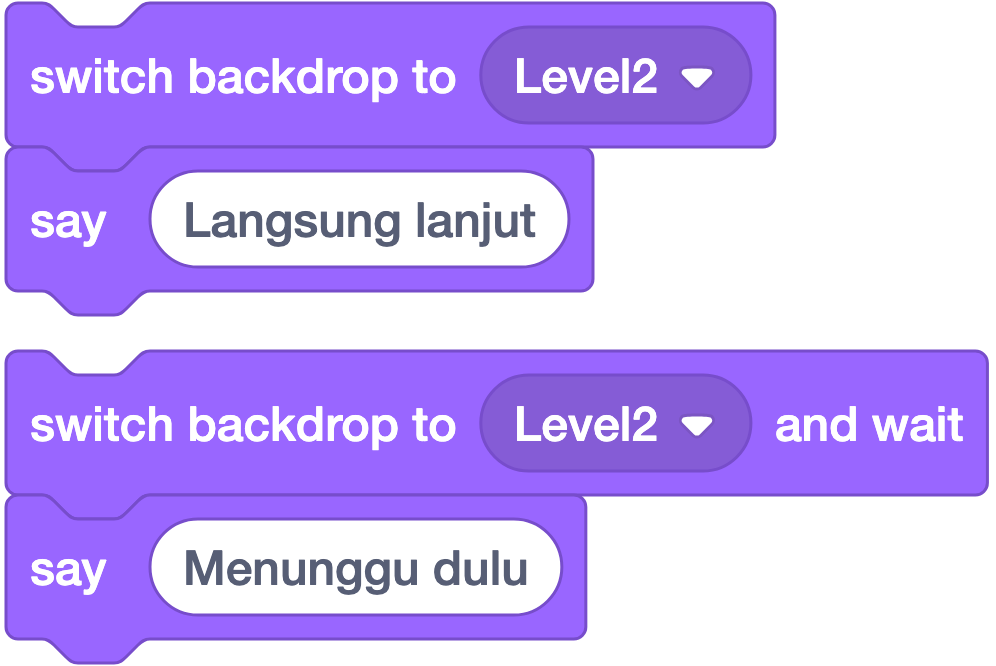 switch backdrop to Level2
say Langsung lanjut
switch backdrop to Level2 and wait
say Menunggu dulu